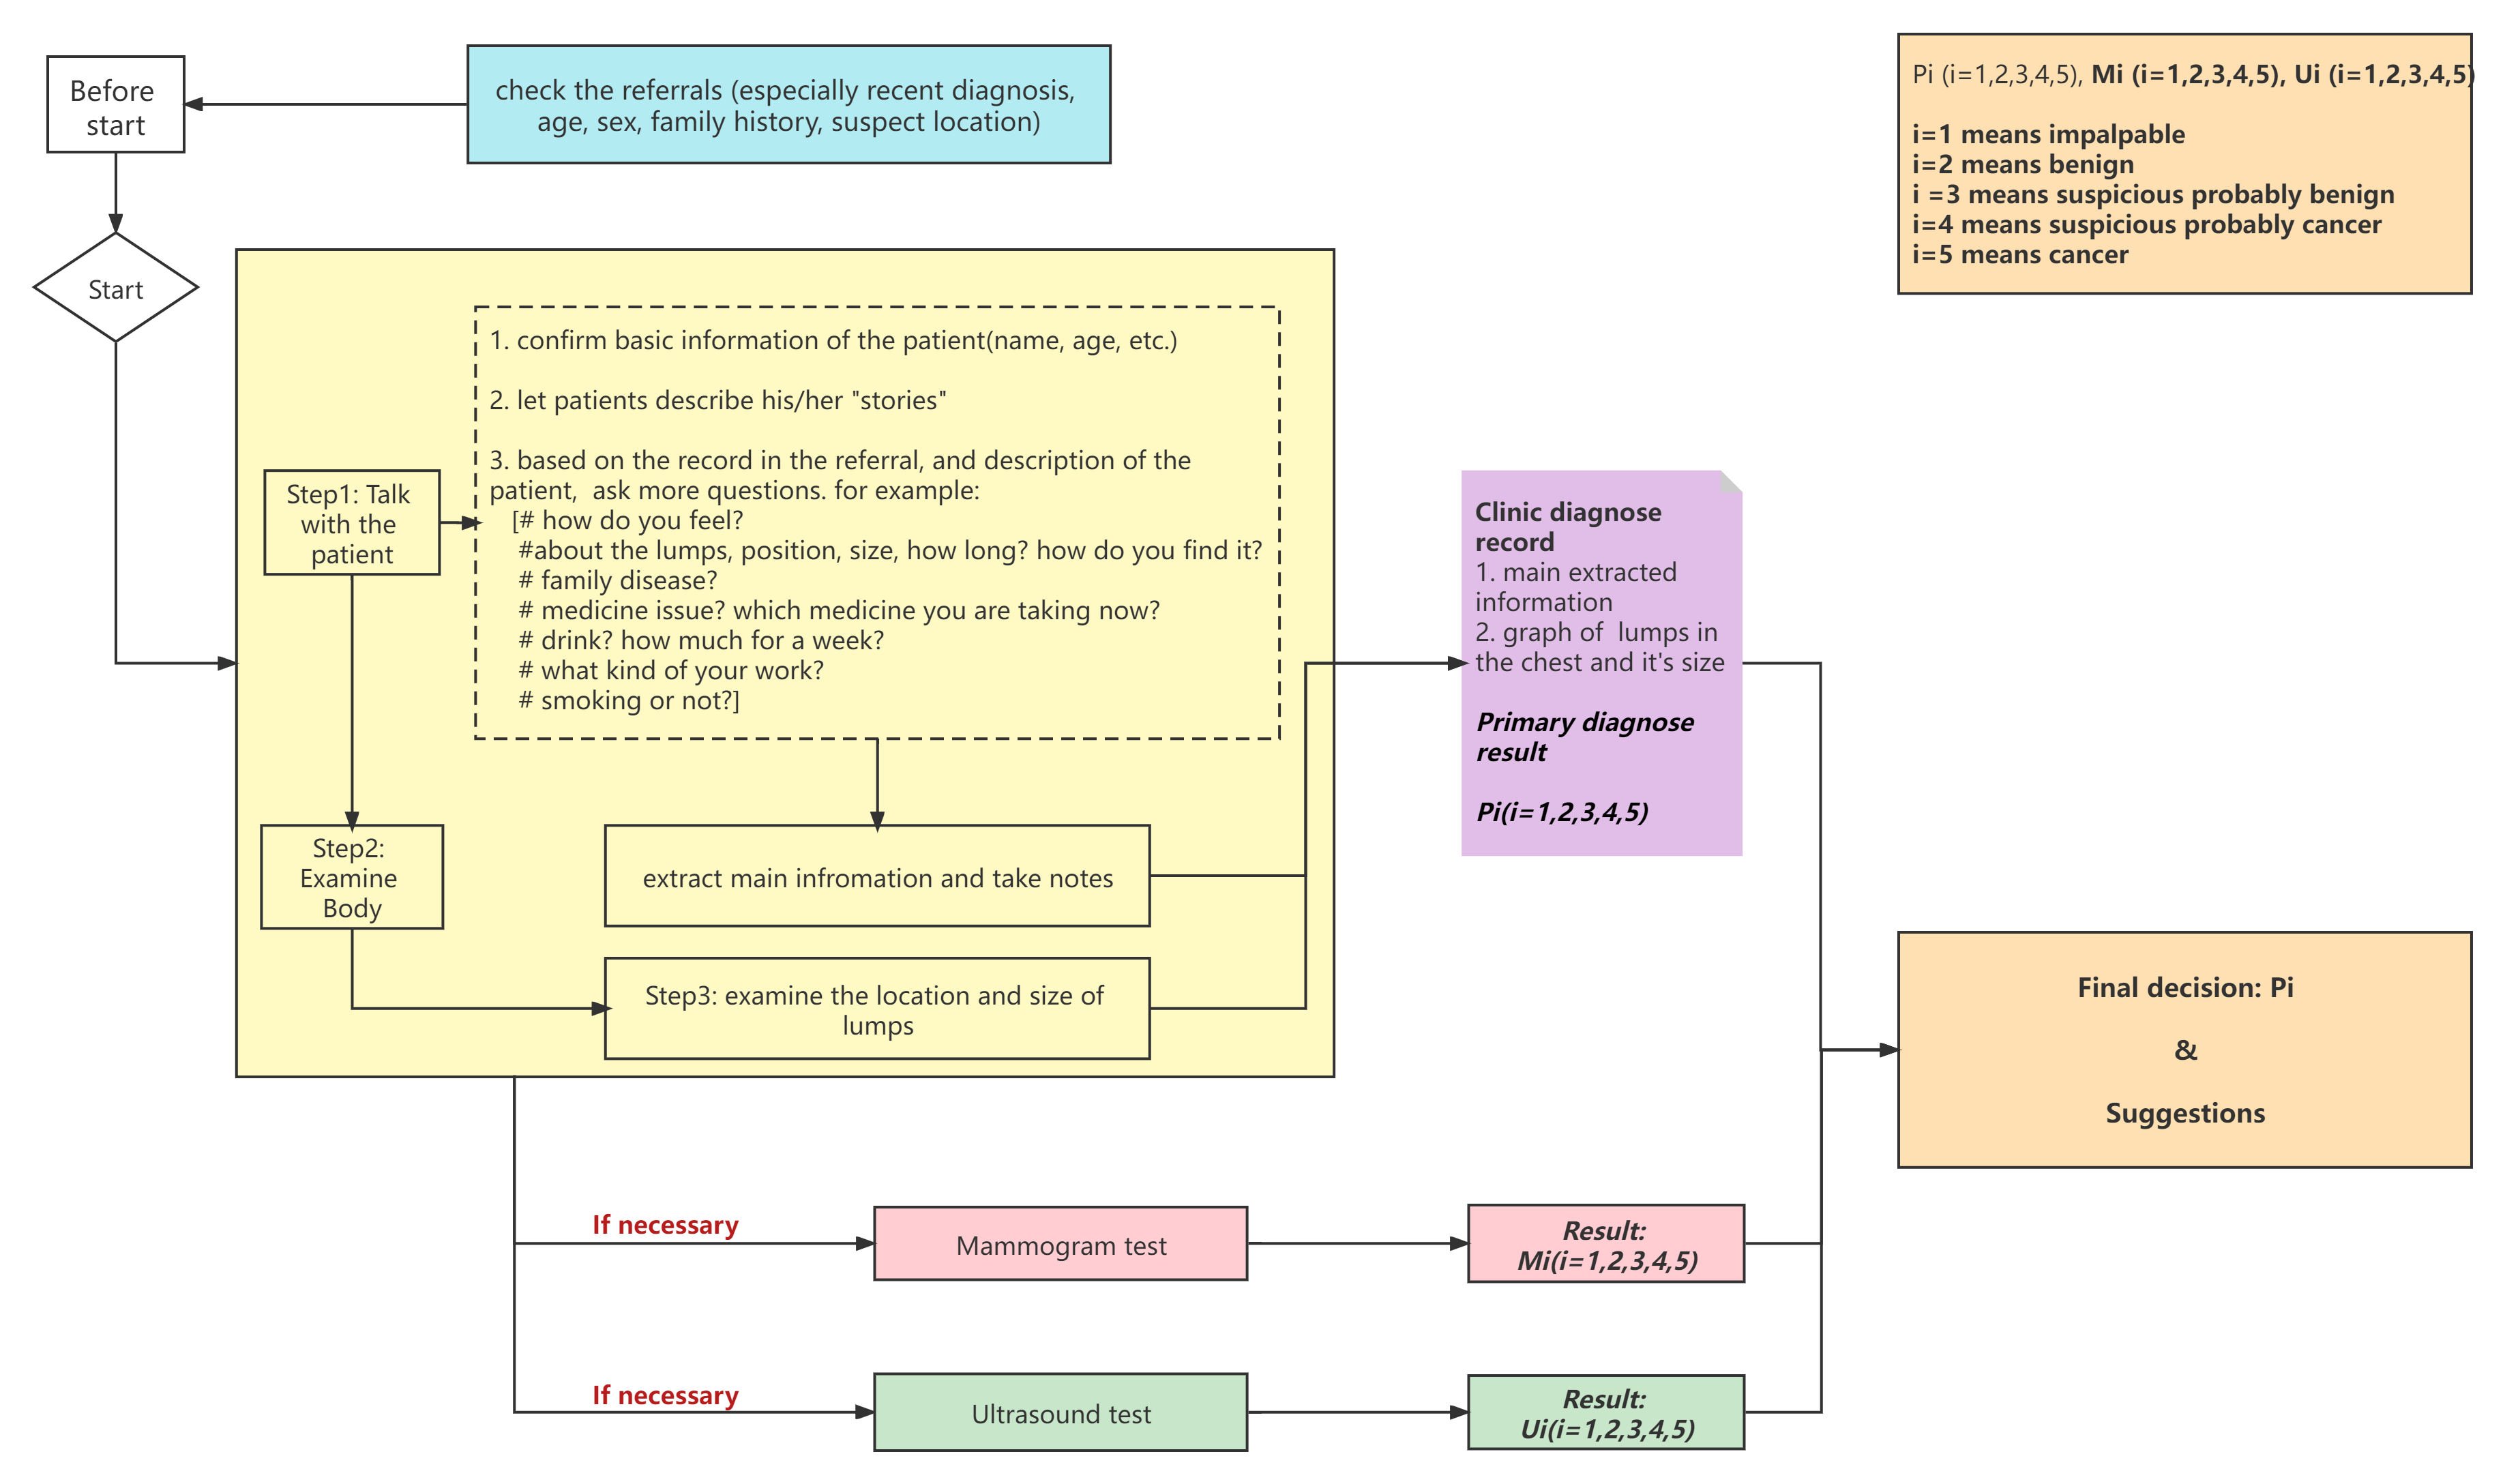 Before
start
check the referrals (especially recent diagnosis,
age, sex, family history, suspect location)
Pi (i=1,2,3,4,5), Mi (i=1,2,3,4,5), Ui (i=1,2,3,4,5)
i=1 means impalpable
i=2 means benign
i =3 means suspicious probably benign
i=4 means suspicious probably cancer
i=5 means cancer
Start
1. confirm basic information of the patient(name, age, etc.)
2. let patients describe his/her "stories"
3. based on the record in the referral, and description of the
patient,  ask more questions. for example:
[# how do you feel?
#about the lumps, position, size, how long? how do you find it?
# family disease?
# medicine issue? which medicine you are taking now?
# drink? how much for a week?
# what kind of your work?
# smoking or not?]
Step1: Talk
with the
patient
Step2:
Examine
Body
extract main infromation and take notes
Step3: examine the location and size of
lumps
Clinic diagnose
record
1. main extracted
information
2. graph of  lumps in
the chest and it's size
Primary diagnose
result
Pi(i=1,2,3,4,5)
Final decision: Pi
&
Suggestions
If necessary
Mammogram test
Result:
Mi(i=1,2,3,4,5)
If necessary
Ultrasound test
Result:
Ui(i=1,2,3,4,5)